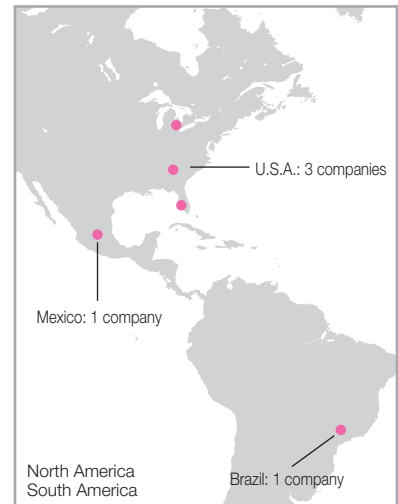 U.S.A.: 3 companies
Mexico: 1 company
North America
South America
Brazil: 1 company